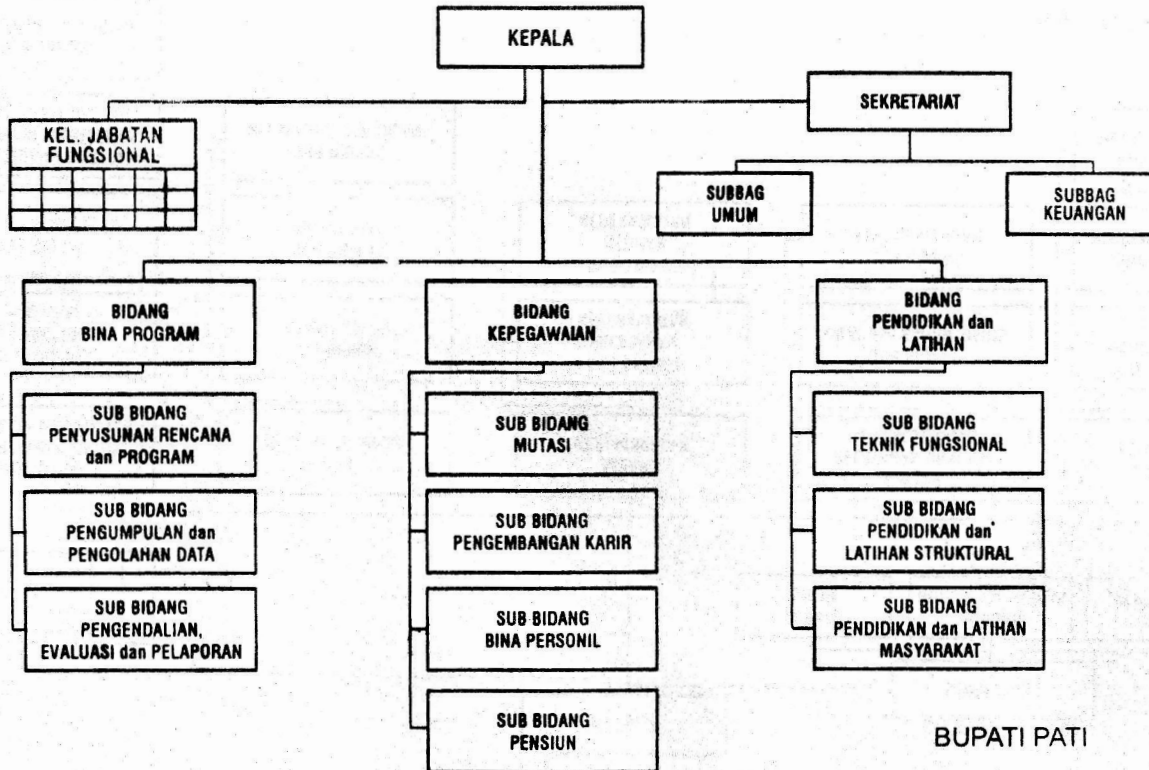 KEPALA
SEKRETARIAT
KEL. JABATAN
FUNGSIONAL
SUBBAG
UMUM
SUBBAG
KEUANGAN
BIDANG
BINA PROGRAM
BIDANG
KEPEGAWAIAN
BIDANG
PENDIDIKAN dan
LATIHAN
SUB BIDANG
PENYUSUNAN RENCANA
dan PROGRAM
SUB BIDANG
PENGUMPULAN dan
PENGOLAHAN DATA
SUB BIDANG
PENGENDALIAN,
EVALUASI dan PELAPORAN
SUB BIDANG
MUTASI
SUB BIDANG
PENGEMBANGAN KARIR
SUB BIDANG
BINA PERSONIL
SUB BIDANG
PENSIUN
SUB BIDANG
TEKNIK FUNGSIONAL
SUB BIDANG
PENDIDIKAN dan
LATIHAN STRUKTURAL
SUB BIDANG
PENDIDIKAN dan LATIHAN
MASYARAKAT
BUPATI PATI